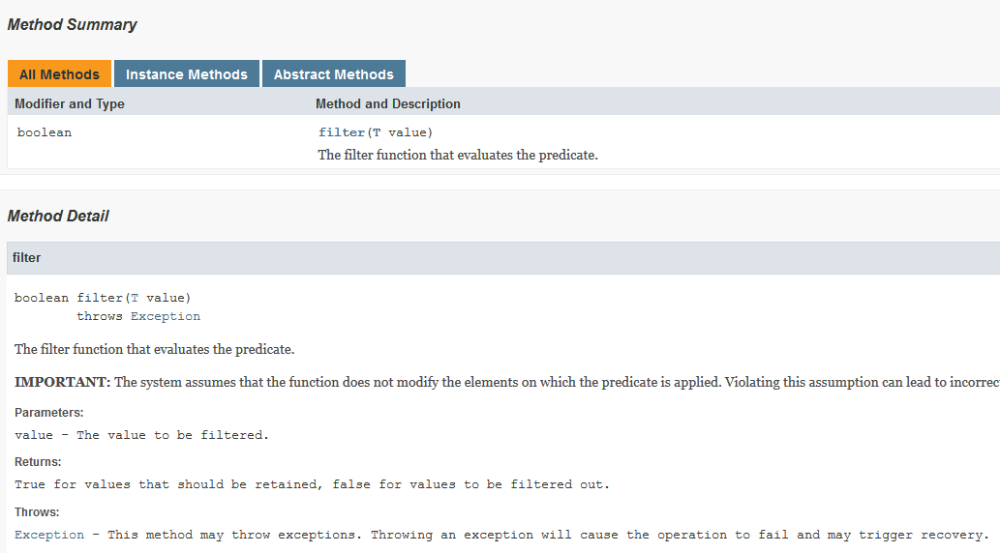 Method Summary
All Methods Instance Methods Abstract Methods
Modifier and Type Method and Description
boolean filter(T value)
The filter function that evaluates the predicate.
Method Detail
filter
boolean filter(T value)
throws Exception
The filter function that evaluates the predicate.
IMPORTANT: The system assumes that the function does not modify the elements on which the predicate is applied. Violating this assumption can lead to incorrec
Parameters:
value - The value to be filtered.
Returns:
True for values that should be retained, false for values to be filtered out.
Throws:
Exception - This method may throw exceptions. Throwing an exception will cause the operation to fail and may trigger recovery.